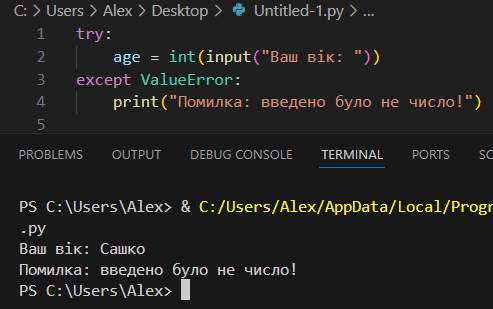 C: > Users > Alex > Desktop > Untitled-1.py > ...
1 try:
2 age = int(input("Ваш вік: "))
3 except ValueError:
4 print("Помилка: введено було не число!")
5
PROBLEMS OUTPUT DEBUG CONSOLE TERMINAL PORTS
PS C:\Users\Alex> & C:/Users/Alex/AppData/Local/Progr
.py
Ваш вік: Сашко
Помилка: введено було не число!
PS C:\Users\Alex>